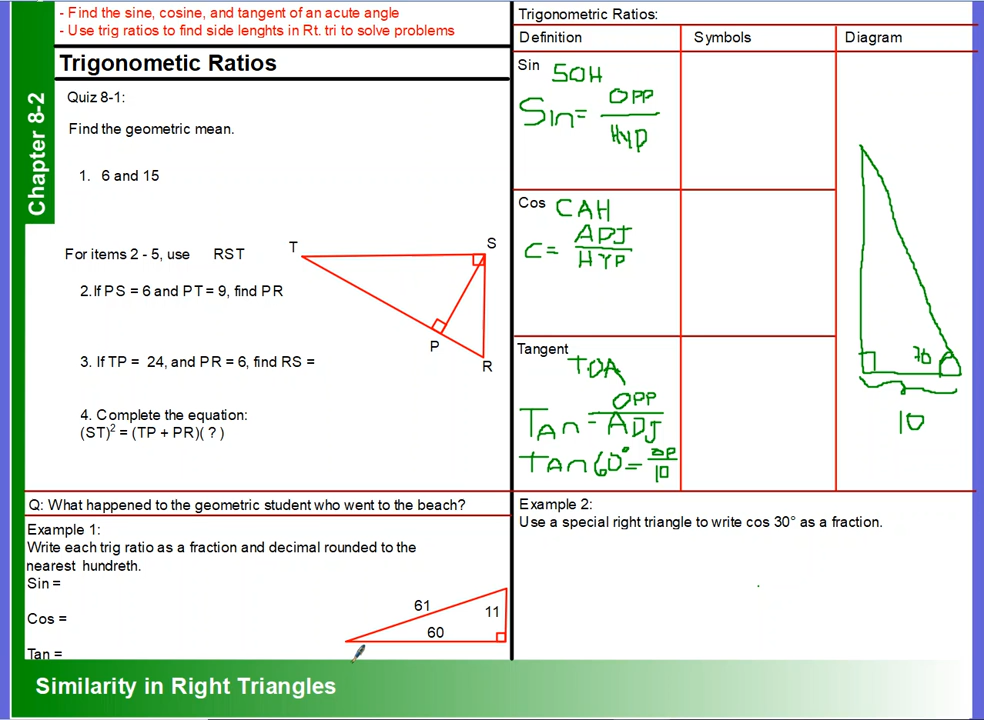 - Find the sine, cosine, and tangent of an acute angle
- Use trig ratios to find side lenghts in Rt. tri to solve problems
Chapter 8-2
Trigonometic Ratios
Quiz 8-1:
Find the geometric mean.
1. 6 and 15
For items 2 - 5, use RST
2.If PS = 6 and PT = 9, find PR
3. If TP = 24, and PR = 6, find RS =
4. Complete the equation:
(ST)² = (TP + PR)( ? )
T
S
P
R
Q: What happened to the geometric student who went to the beach?
Example 1:
Write each trig ratio as a fraction and decimal rounded to the
nearest hundreth.
Sin =
Cos =
Tan =
61
11
60
Trigonometric Ratios:
Definition Symbols Diagram
Sin SOH
Sin= OPP
HYP
Cos CAH
C= ADJ
HYP
Tangent
TOA
Tan = OPP
ADJ
Tan 60° = OP
10
10
Example 2:
Use a special right triangle to write cos 30° as a fraction.
Similarity in Right Triangles